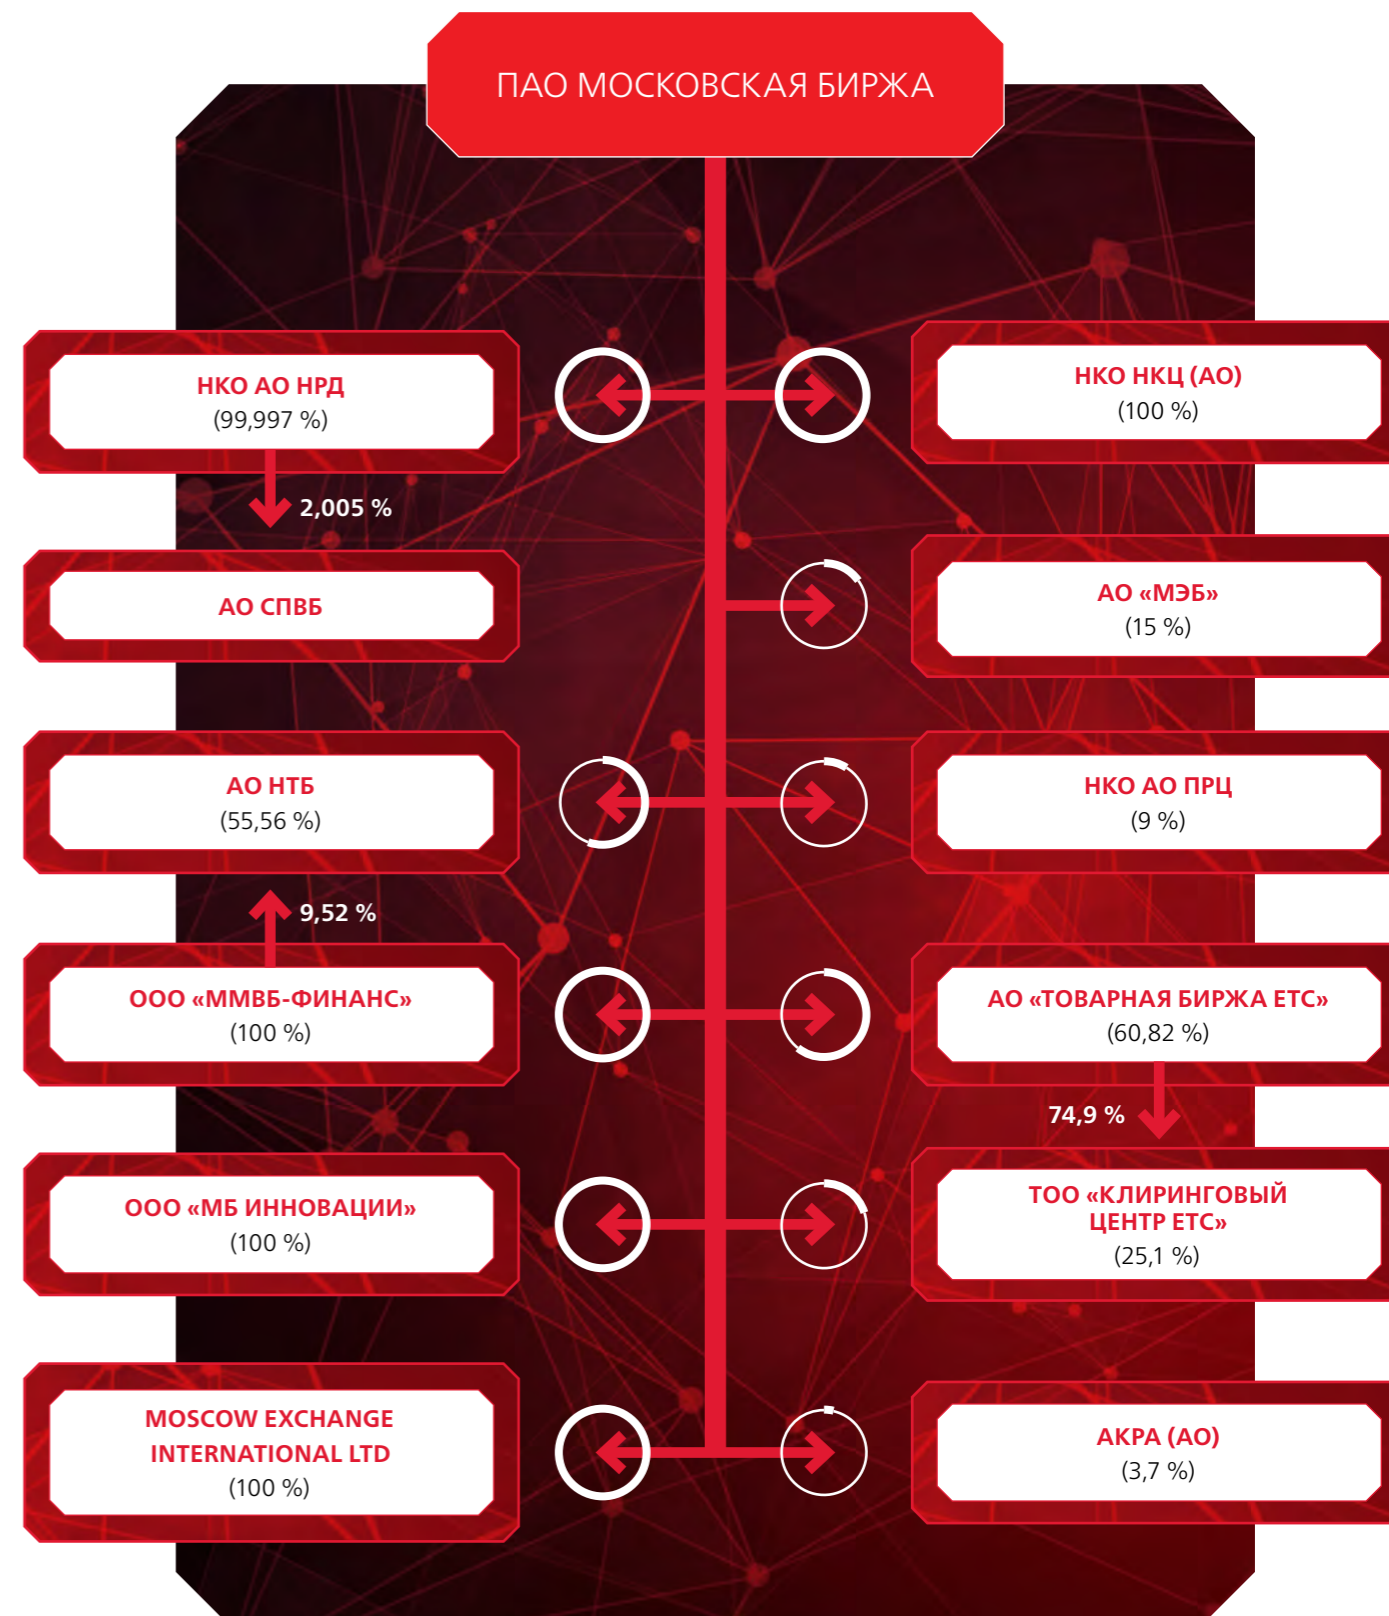 ПАО МОСКОВСКАЯ БИРЖА
НКО АО НРД
(99,997 %)
НКО НКЦ (АО)
(100 %)
2,005 %
АО СПВБ
АО «МЭБ»
(15 %)
АО НТБ
(55,56 %)
НКО АО ПРЦ
(9 %)
9,52 %
ООО «ММВБ-ФИНАНС»
(100 %)
АО «ТОВАРНАЯ БИРЖА ЕТС»
(60,82 %)
74,9 %
ООО «МБ ИННОВАЦИИ»
(100 %)
ТОО «КЛИРИНГОВЫЙ
ЦЕНТР ЕТС»
(25,1 %)
MOSCOW EXCHANGE
INTERNATIONAL LTD
(100 %)
АКРА (АО)
(3,7 %)